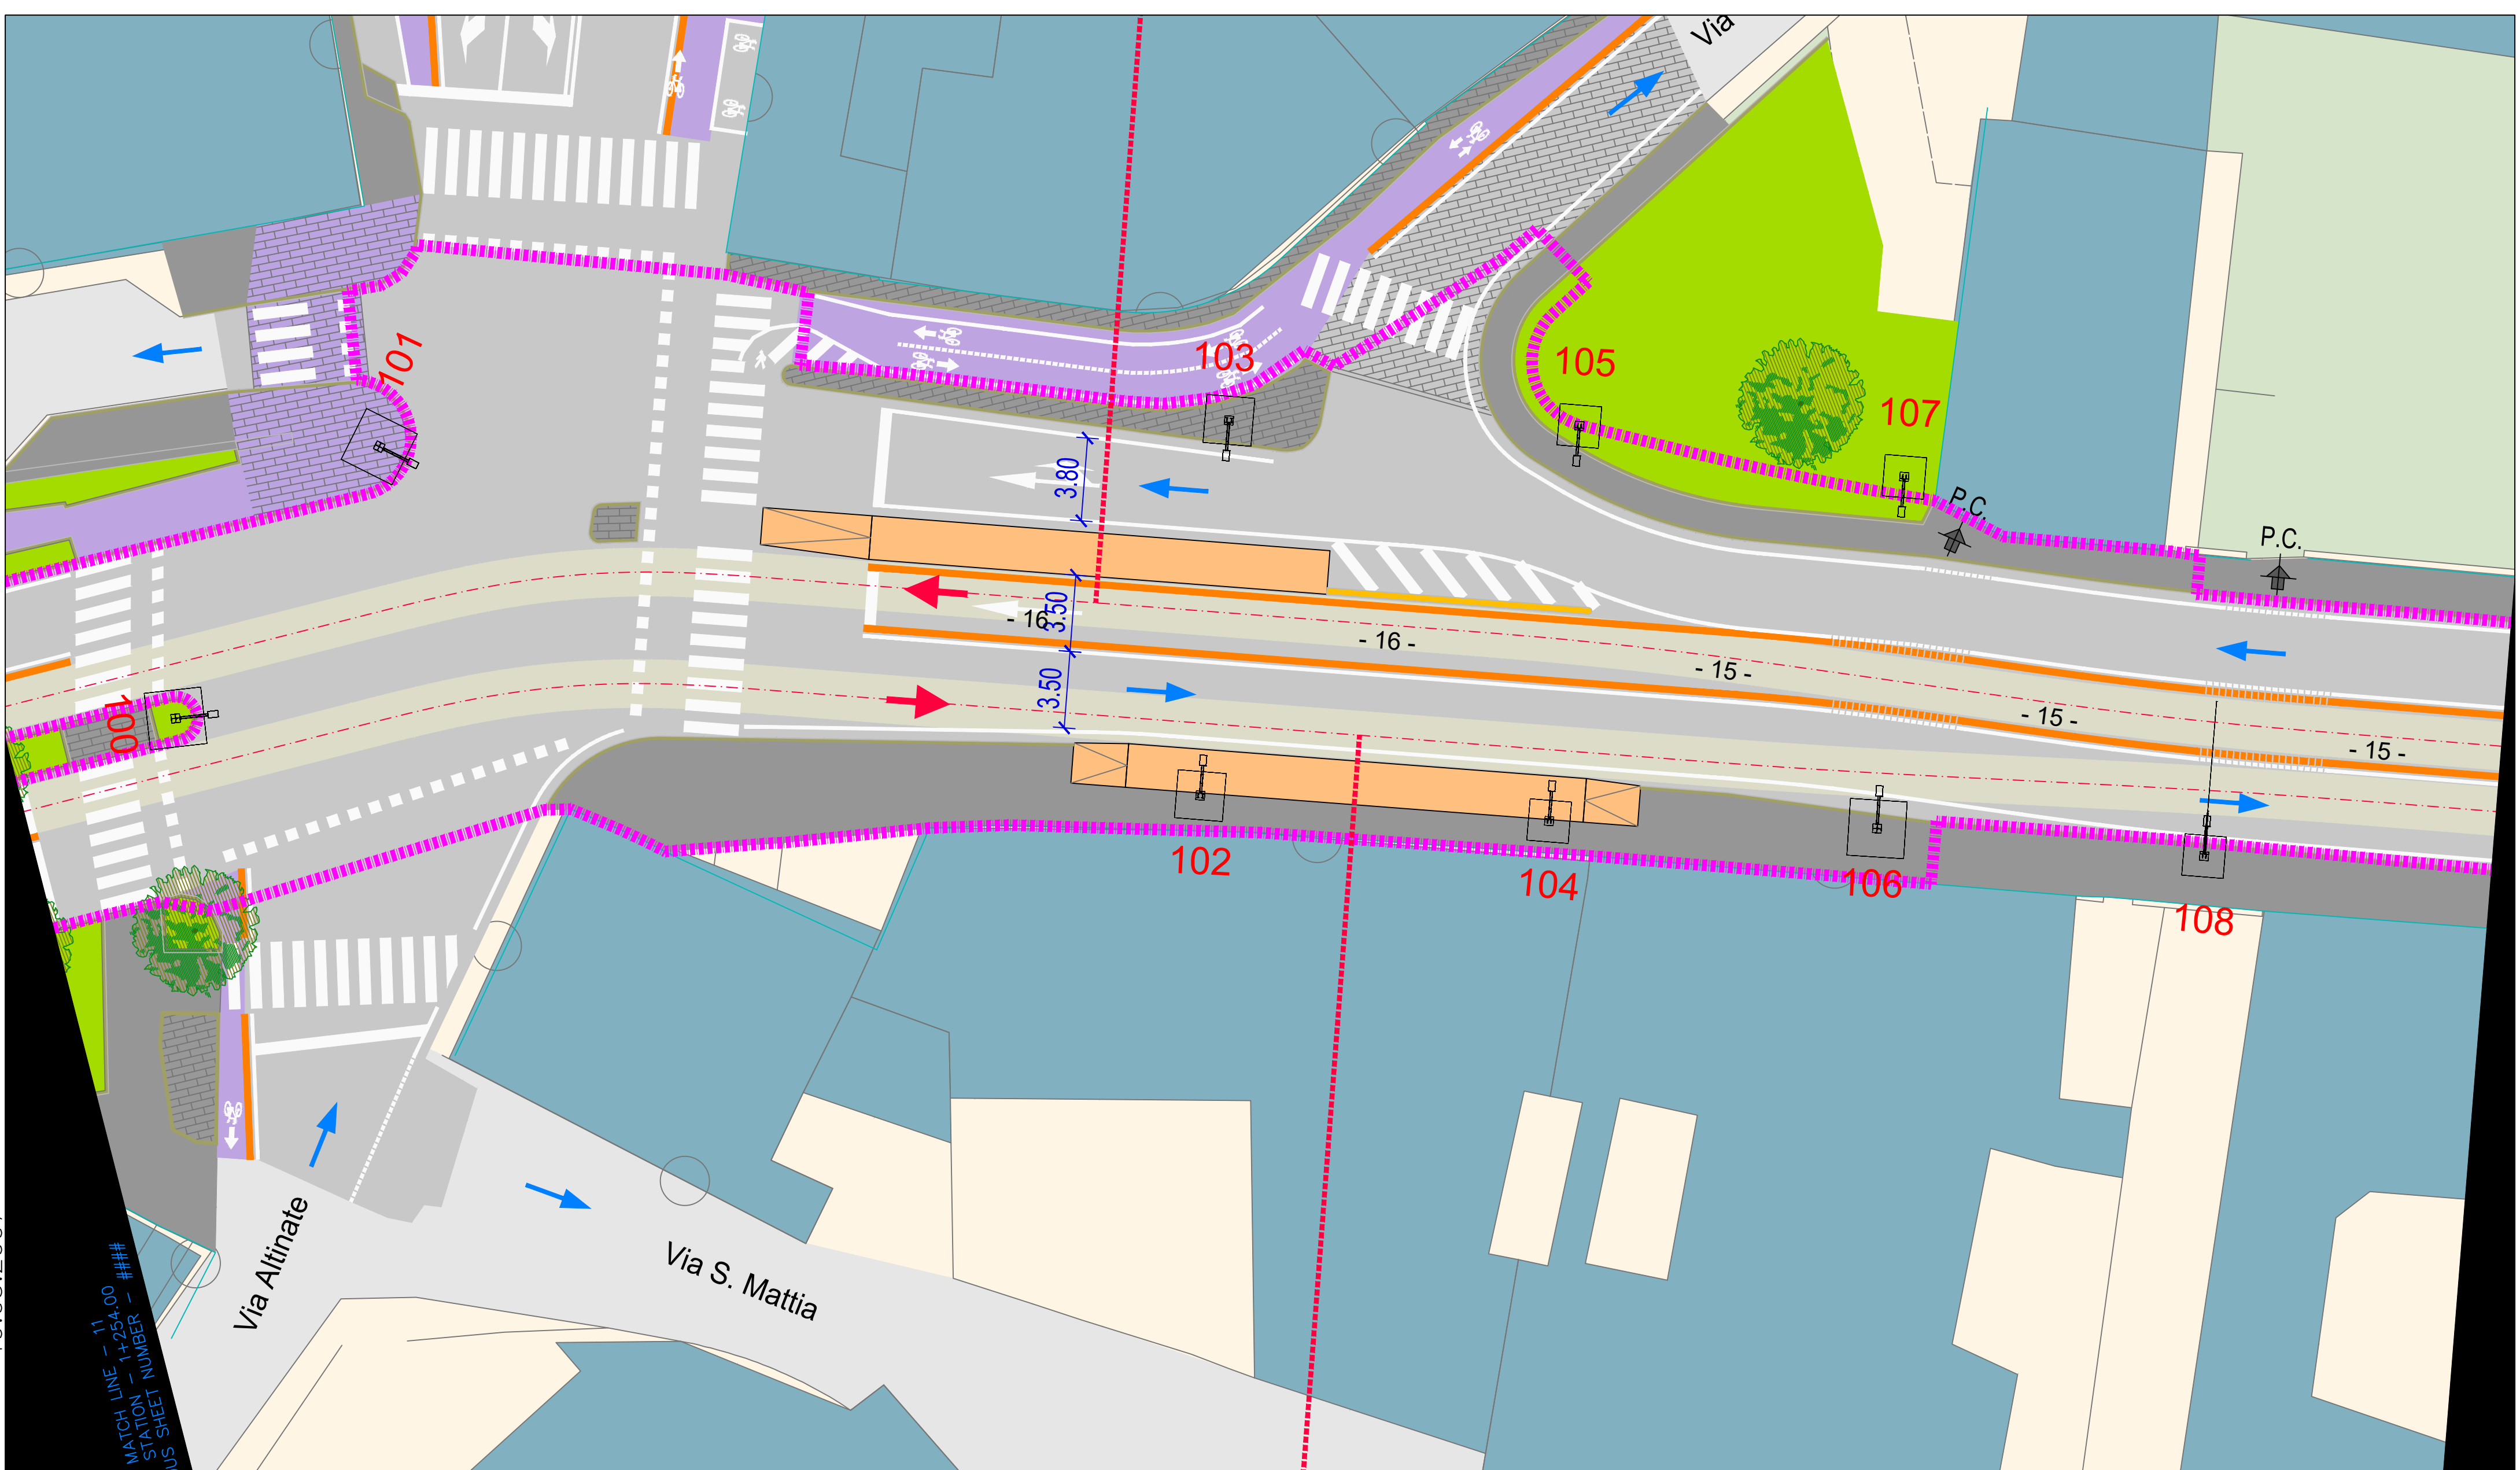 Via
101
103
105
107
3.80
P.C.
P.C.
3.50
- 16 -
- 16 -
- 15 -
- 15 -
- 15 -
3.50
100
102
104
106
108
Via Altinate
Via S. Mattia
MATCH LINE - 11
STATION - 1+254.00
US SHEET NUMBER - ####